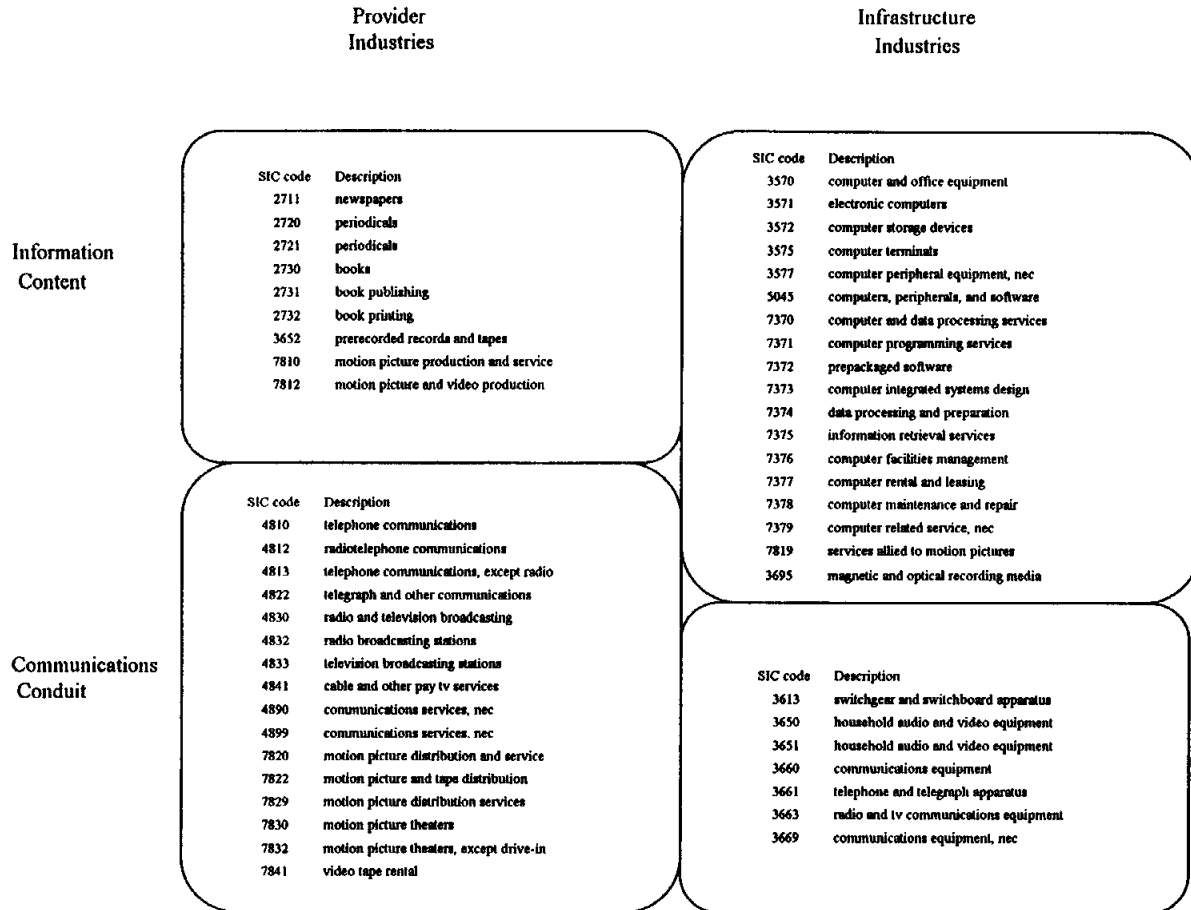 Provider
Industries
Infrastructure
Industries
Information
Content
SIC code Description
2711 newspapers
2720 periodicals
2721 periodicals
2730 books
2731 book publishing
2732 book printing
3652 prerecorded records and tapes
7810 motion picture production and service
7812 motion picture and video production
SIC code Description
3570 computer and office equipment
3571 electronic computers
3572 computer storage devices
3575 computer terminals
3577 computer peripheral equipment, nec
5045 computers, peripherals, and software
7370 computer and data processing services
7371 computer programming services
7372 prepackaged software
7373 computer integrated systems design
7374 data processing and preparation
7375 information retrieval services
7376 computer facilities management
7377 computer rental and leasing
7378 computer maintenance and repair
7379 computer related service, nec
7819 services allied to motion pictures
3695 magnetic and optical recording media
Communications
Conduit
SIC code Description
4810 telephone communications
4812 radiotelephone communications
4813 telephone communications, except radio
4822 telegraph and other communications
4830 radio and television broadcasting
4832 radio broadcasting stations
4833 television broadcasting stations
4841 cable and other pay tv services
4890 communications services, nec
4899 communications services. nec
7820 motion picture distribution and service
7822 motion picture and tape distribution
7829 motion picture distribution services
7830 motion picture theaters
7832 motion picture theaters, except drive-in
7841 video tape rental
SIC code Description
3613 switchgear and switchboard apparatus
3650 household audio and video equipment
3651 household audio and video equipment
3660 communications equipment
3661 telephone and telegraph apparatus
3663 radio and tv communications equipment
3669 communications equipment, nec